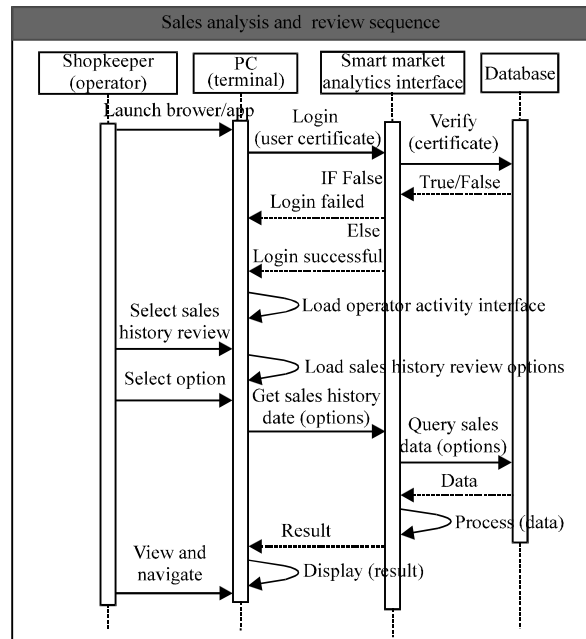 Sales analysis and review sequence
Shopkeeper
(operator)
PC
(terminal)
Smart market
analytics interface
Database
Launch brower/app
Login
(user certificate)
Verify
(certificate)
IF False
True/False
Login failed
Else
Login successful
Load operator activity interface
Select sales
history review
Load sales history review options
Select option
Get sales history
date (options)
Query sales
data (options)
Data
Process (data)
Result
View and
navigate
Display (result)